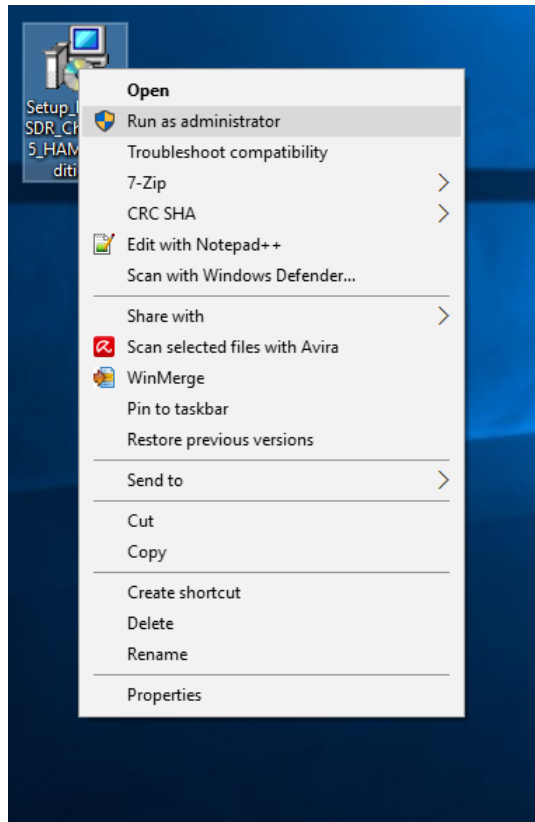 Setup_
SDR_Ch
5_HAM
diti
Open
Run as administrator
Troubleshoot compatibility
7-Zip
CRC SHA
Edit with Notepad++
Scan with Windows Defender...
Share with
Scan selected files with Avira
WinMerge
Pin to taskbar
Restore previous versions
Send to
Cut
Copy
Create shortcut
Delete
Rename
Properties